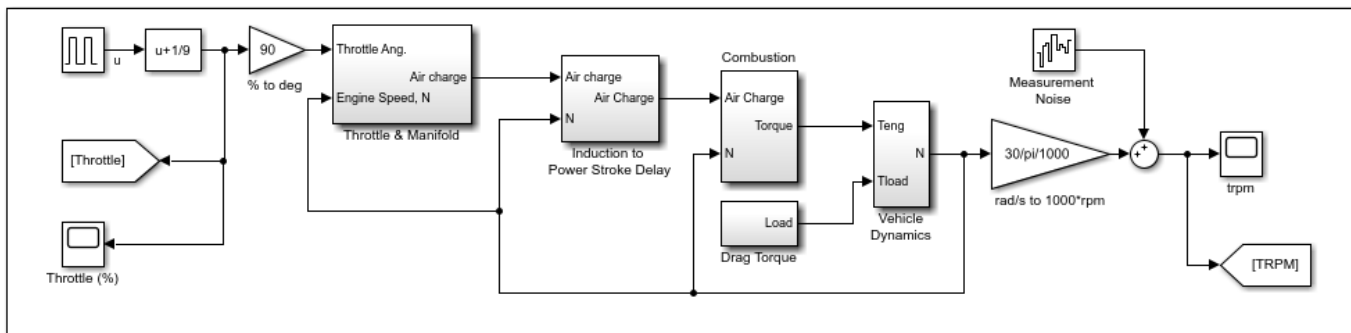 u
u+1/9
90
% to deg
[Throttle]
Throttle (%)
Throttle Ang.
Air charge
Engine Speed, N
Throttle & Manifold
Air charge
Air Charge
N
Induction to
Power Stroke Delay
Combustion
Air Charge
Torque
N
Load
Drag Torque
Teng
N
Tload
Vehicle
Dynamics
30/pi/1000
rad/s to 1000*rpm
Measurement
Noise
+ +
trpm
[TRPM]